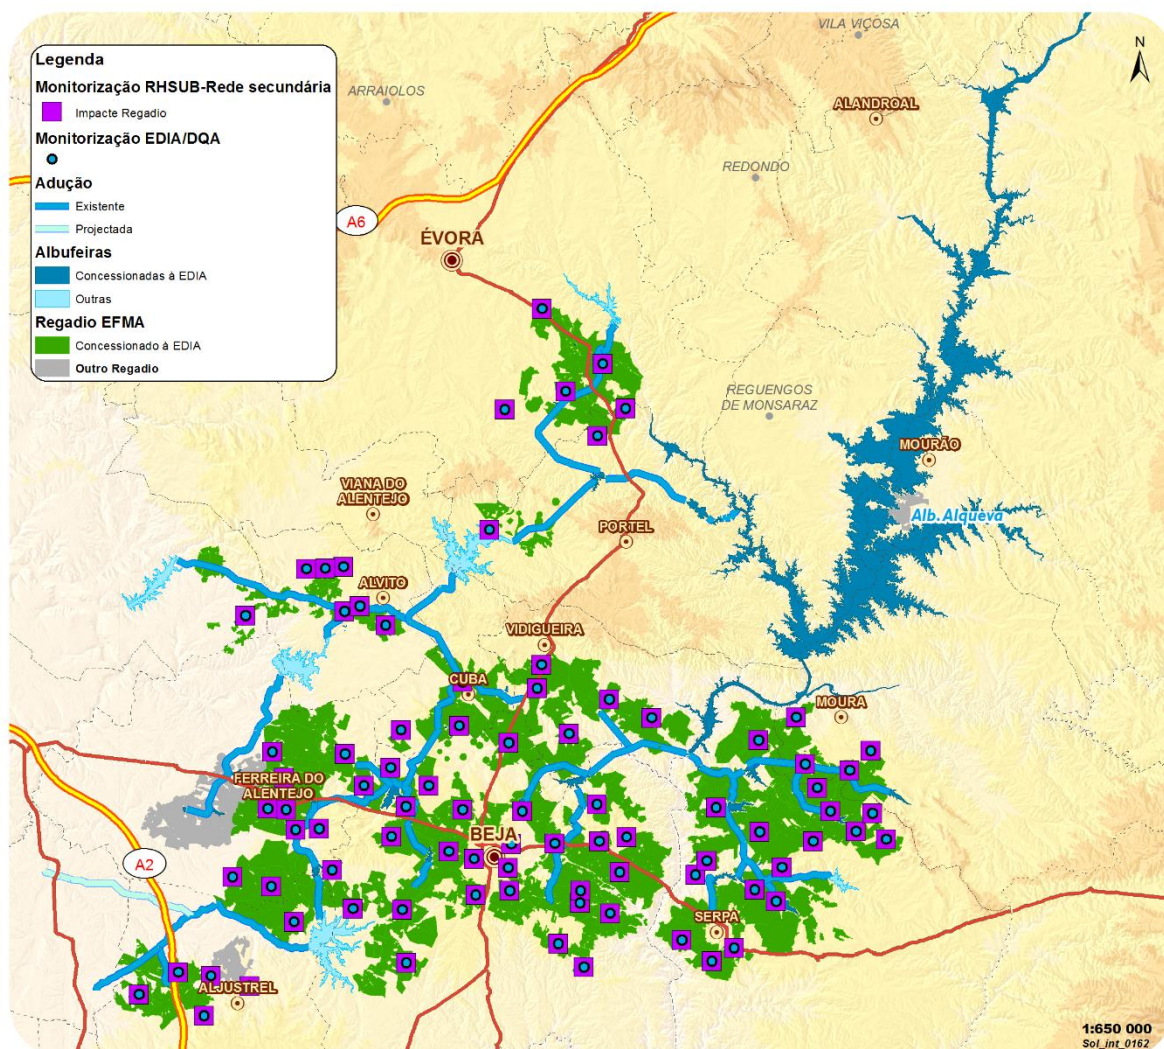 Legenda
Monitorização RHSUB-Rede secundária
Impacte Regadio
Monitorização EDIA/DQA
Adução
Existente
Projectada
Albufeiras
Concessionadas à EDIA
Outras
Regadio EFMA
Concessionado à EDIA
Outro Regadio
N
VILA VIÇOSA
ARRAIOLOS
ALANDROAL
REDONDO
A6
ÉVORA
REGUENGOS
DE MONSARAZ
MOURÃO
VIANA DO
ALENTEJO
Alb.Alqueva
PORTEL
ALVITO
VIDIGUEIRA
CUBA
MOURA
FERREIRA DO
ALENTEJO
BEJA
A2
SERPA
ALJUSTREL
1:650 000
Sol_int_0162